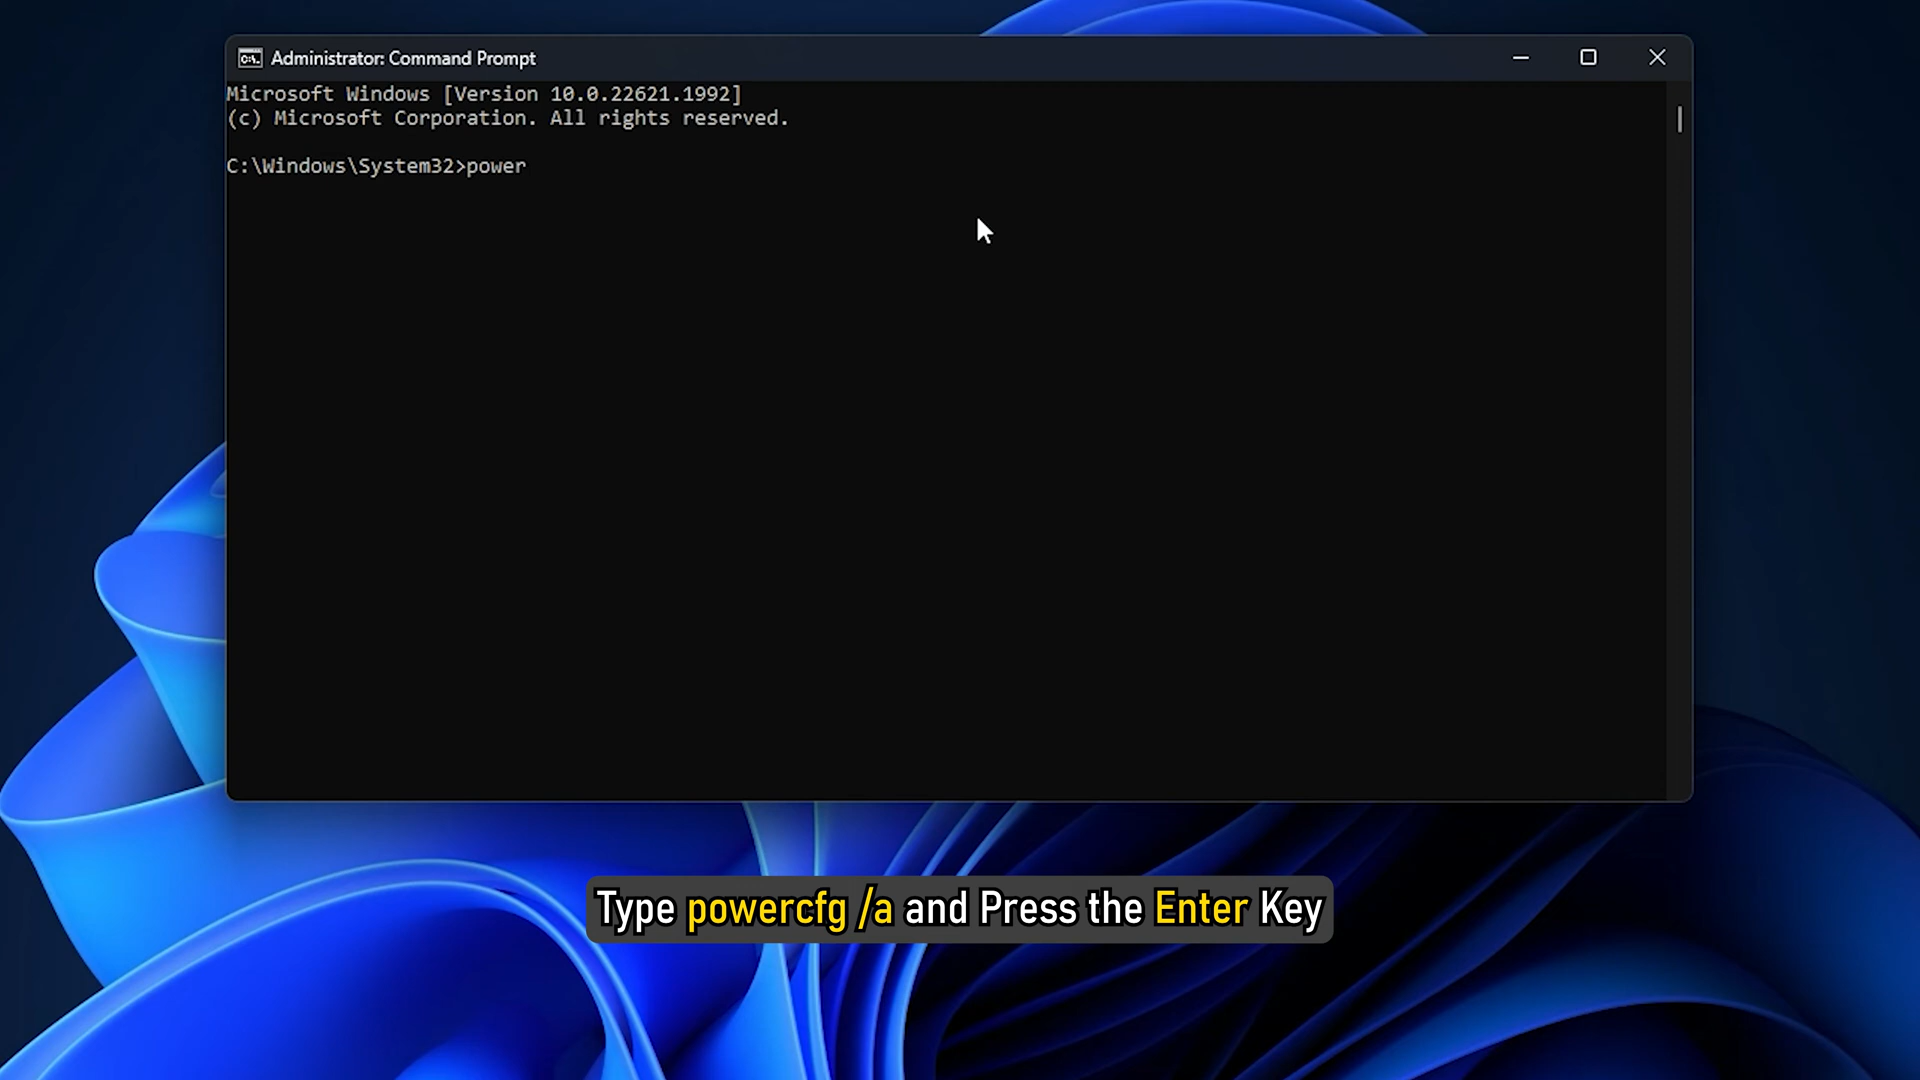 Administrator: Command Prompt
Microsoft Windows [Version 10.0.22621.1992]
(c) Microsoft Corporation. All rights reserved.
C:\Windows\System32>power
Type powercfg /a and Press the Enter Key